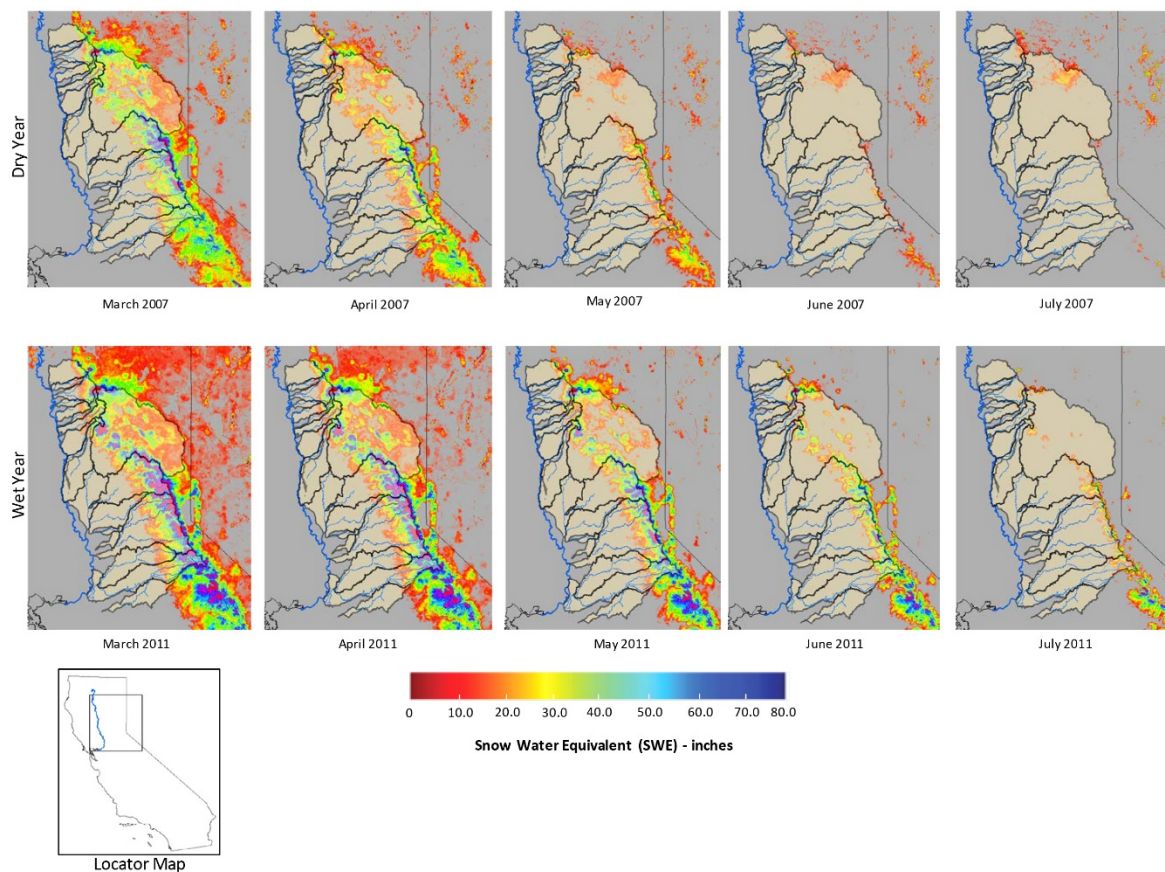 Dry Year
March 2007
April 2007
May 2007
June 2007
July 2007
Wet Year
March 2011
April 2011
May 2011
June 2011
July 2011
0 10.0 20.0 30.0 40.0 50.0 60.0 70.0 80.0
Snow Water Equivalent (SWE) - inches
Locator Map